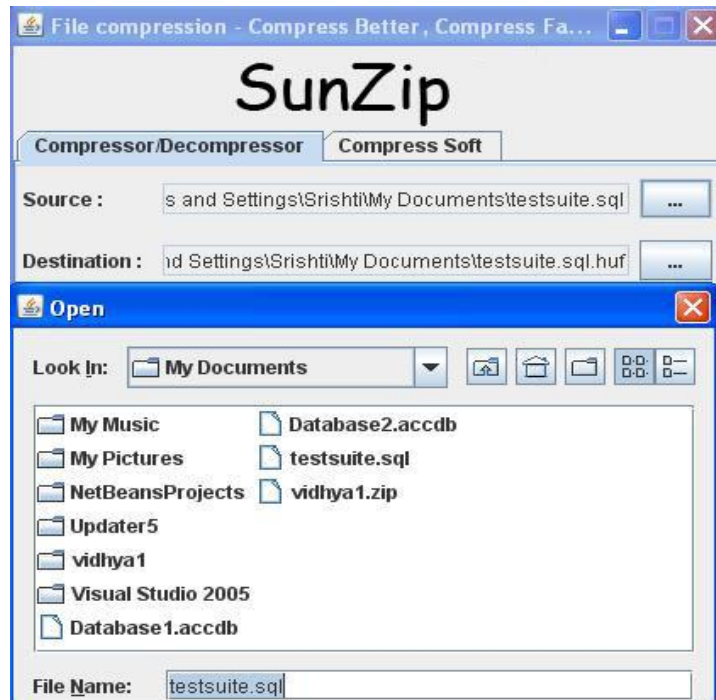 File compression - Compress Better, Compress Fa...
SunZip
Compressor/Decompressor Compress Soft
Source : s and Settings\Srishti\My Documents\testsuite.sql ...
Destination : nd Settings\Srishti\My Documents\testsuite.sql.huf ...
Open
Look In: My Documents
My Music Database2.accdb
My Pictures testsuite.sql
NetBeansProjects vidhya1.zip
Updater5
vidhya1
Visual Studio 2005
Database1.accdb
File Name: testsuite.sql